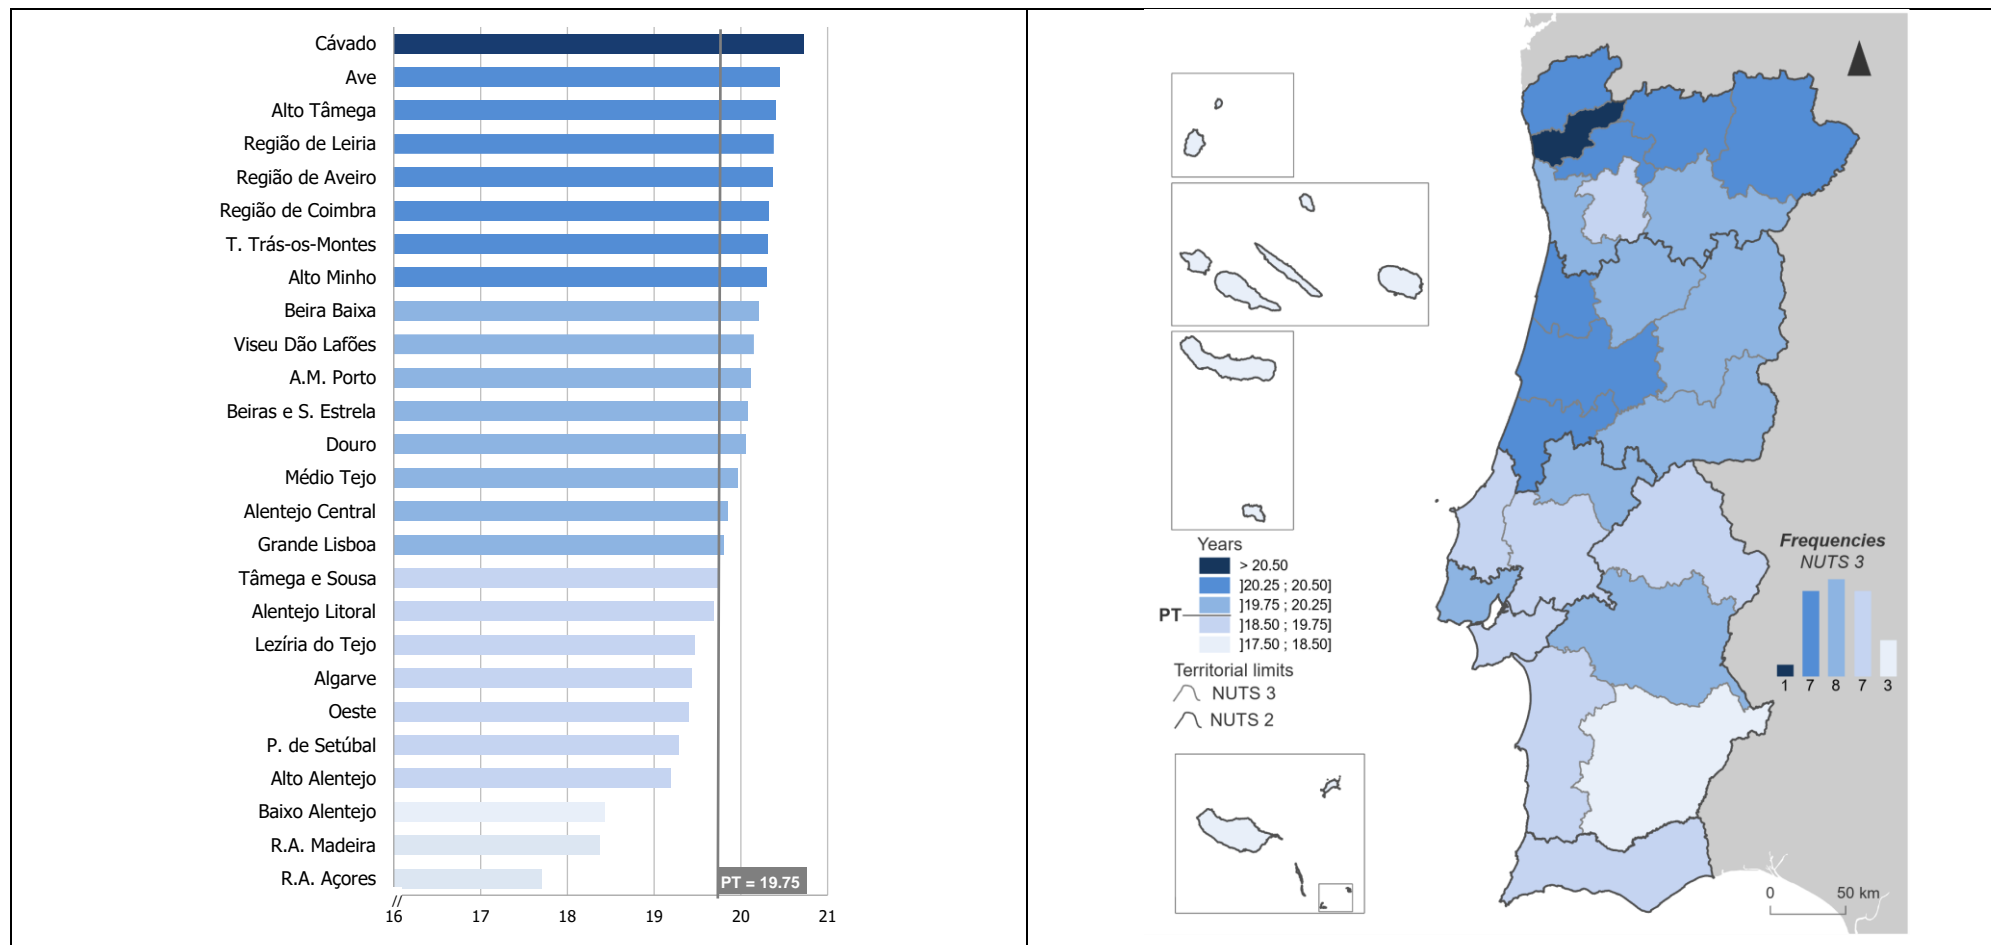 Cávado
Ave
Alto Tâmega
Região de Leiria
Região de Aveiro
Região de Coimbra
T. Trás-os-Montes
Alto Minho
Beira Baixa
Viseu Dão Lafões
A.M. Porto
Beiras e S. Estrela
Douro
Médio Tejo
Alentejo Central
Grande Lisboa
Tâmega e Sousa
Alentejo Litoral
Lezíria do Tejo
Algarve
Oeste
P. de Setúbal
Alto Alentejo
Baixo Alentejo
R.A. Madeira
R.A. Açores
PT = 19.75
16 17 18 19 20 21
Years
> 20.50
]20.25 ; 20.50]
]19.75 ; 20.25]
PT
]18.50 ; 19.75]
]17.50 ; 18.50]
Territorial limits
NUTS 3
NUTS 2
Frequencies
NUTS 3
1 7 8 7 3
0 50 km